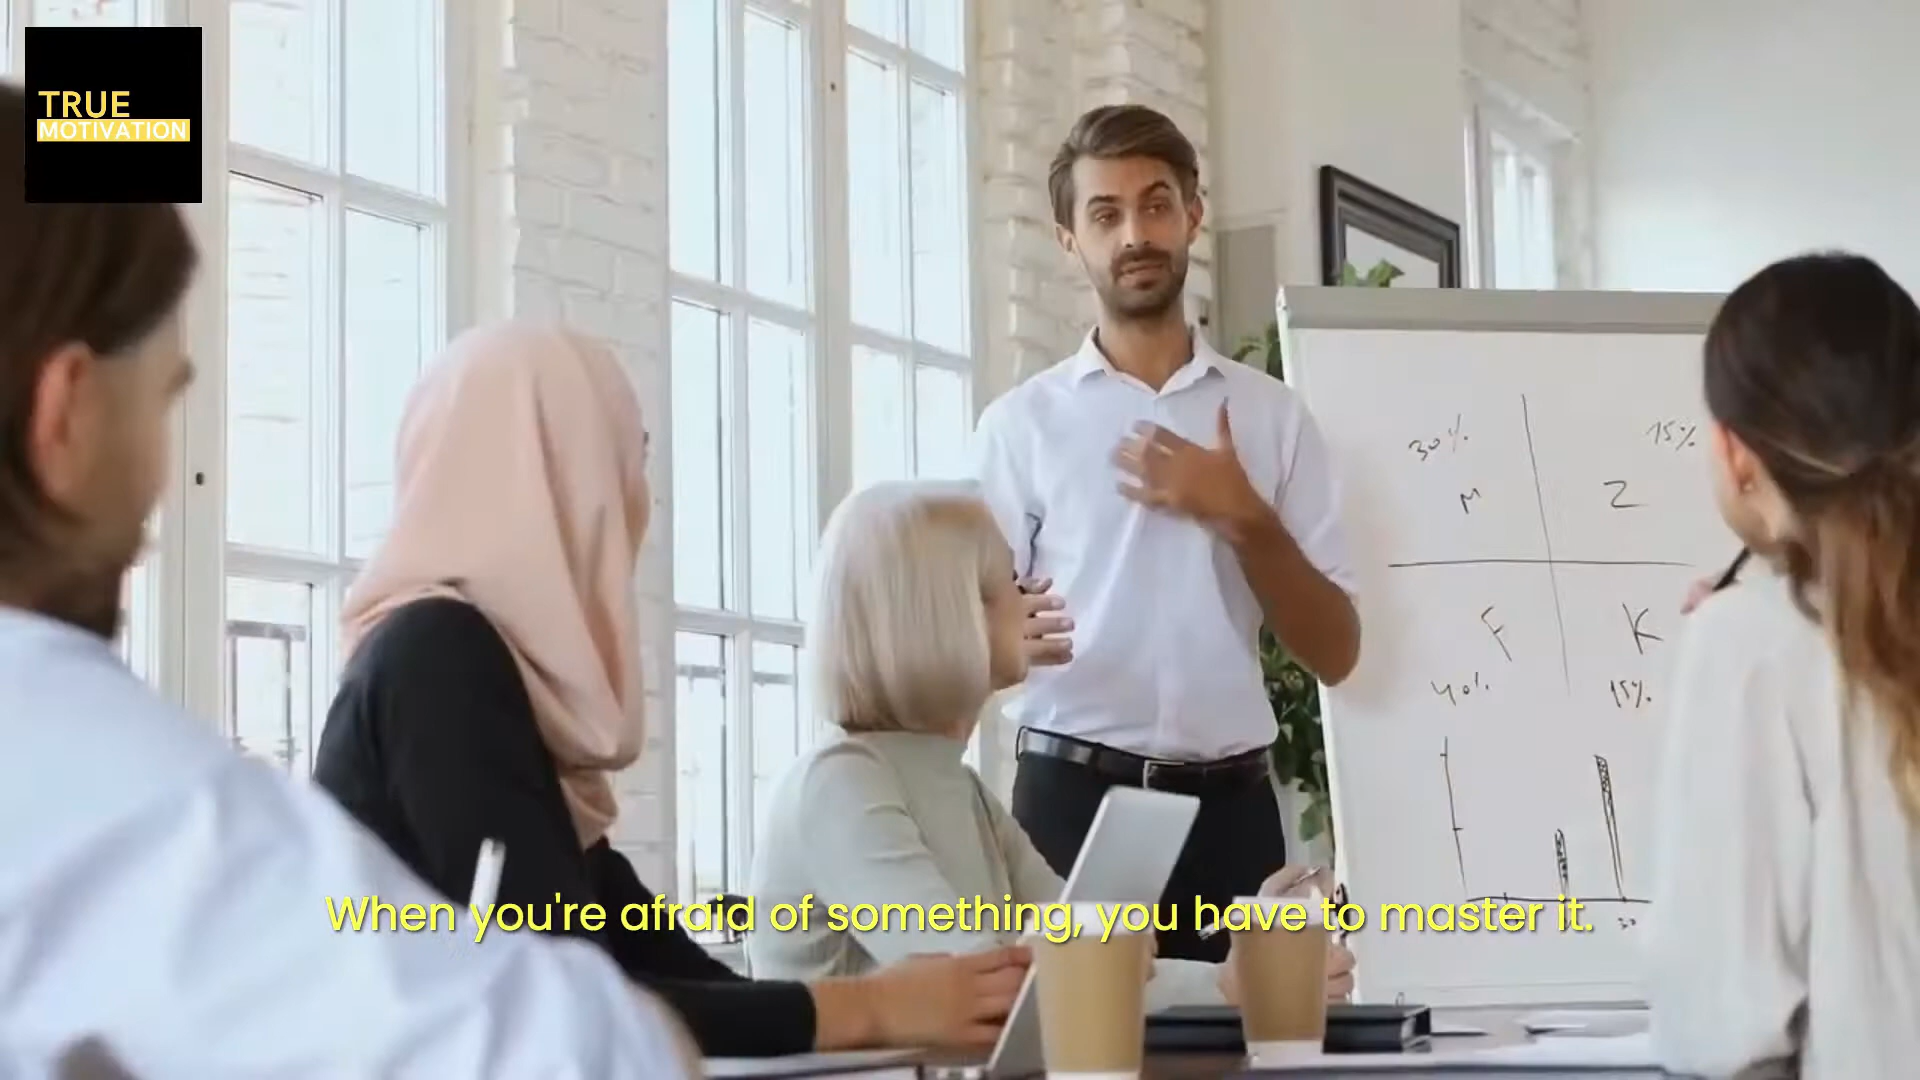 TRUE
MOTIVATION
30%
15%
M
Z
F
K
40%
15%
When you're afraid of something, you have to master it.